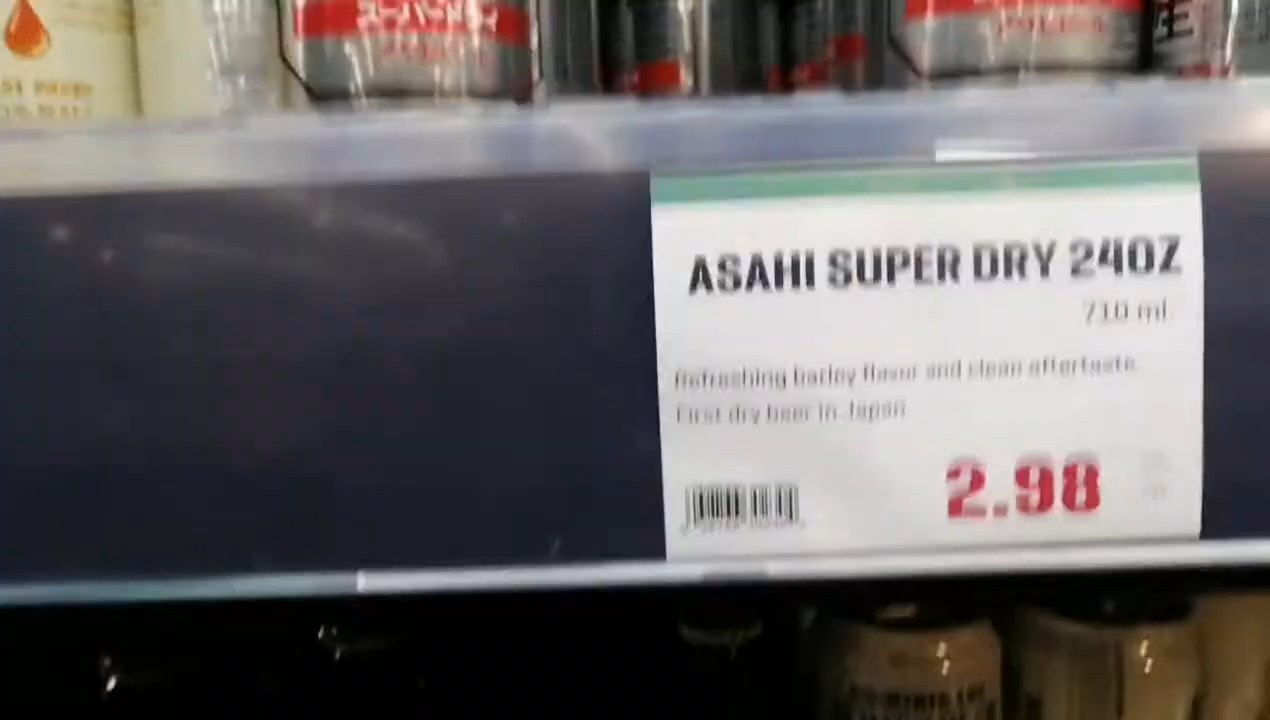 ASAHI SUPER DRY 24OZ
710 ml
Refreshing barley flavor and clean aftertaste.
First dry beer in Japan
2.98